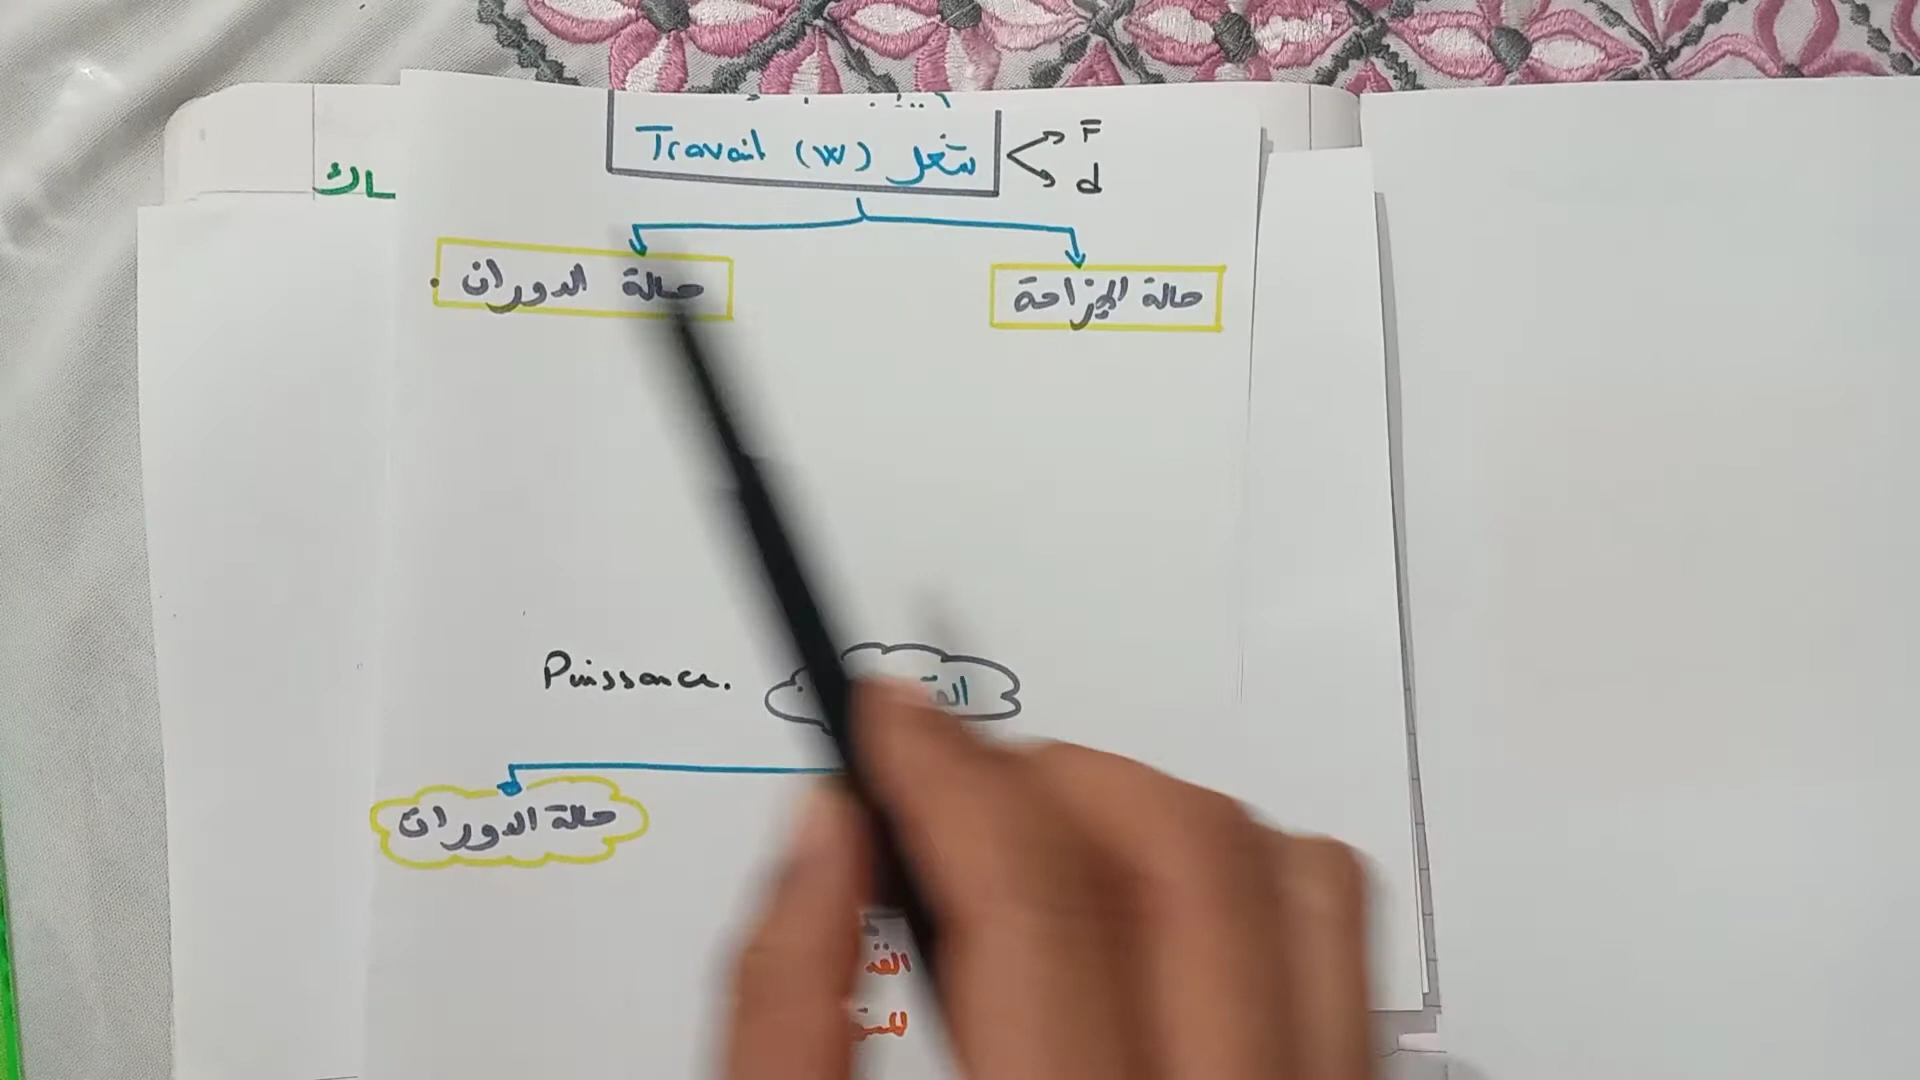 Travail (W) شغل
F
d
حالة الإزاحة
حالة الدوران .
Puissance.
حالة الدوران